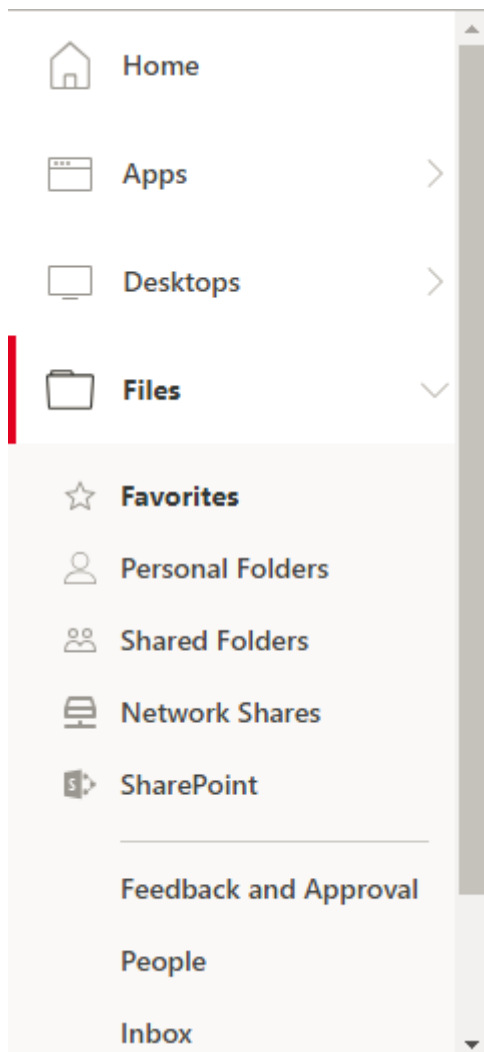 Home
Apps
Desktops
Files
Favorites
Personal Folders
Shared Folders
Network Shares
SharePoint
Feedback and Approval
People
Inbox